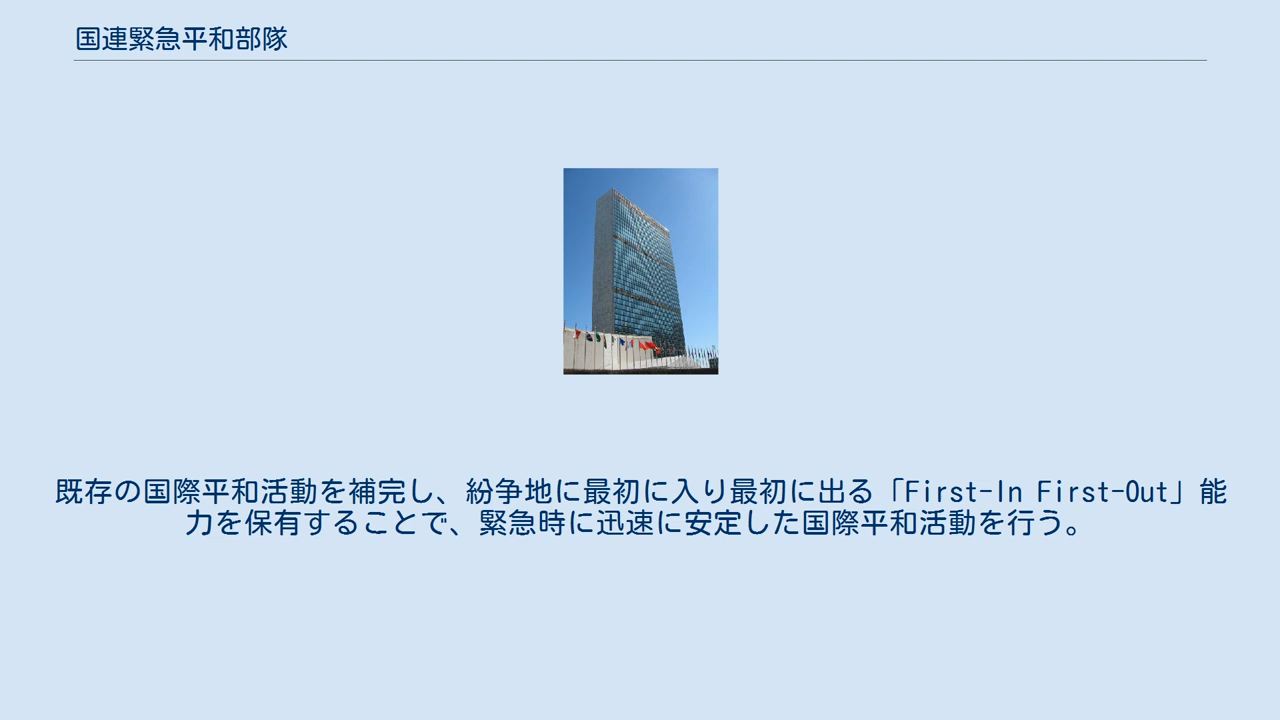 国連緊急平和部隊
既存の国際平和活動を補完し、紛争地に最初に入り最初に出る「First-In First-Out」能
力を保有することで、緊急時に迅速に安定した国際平和活動を行う。